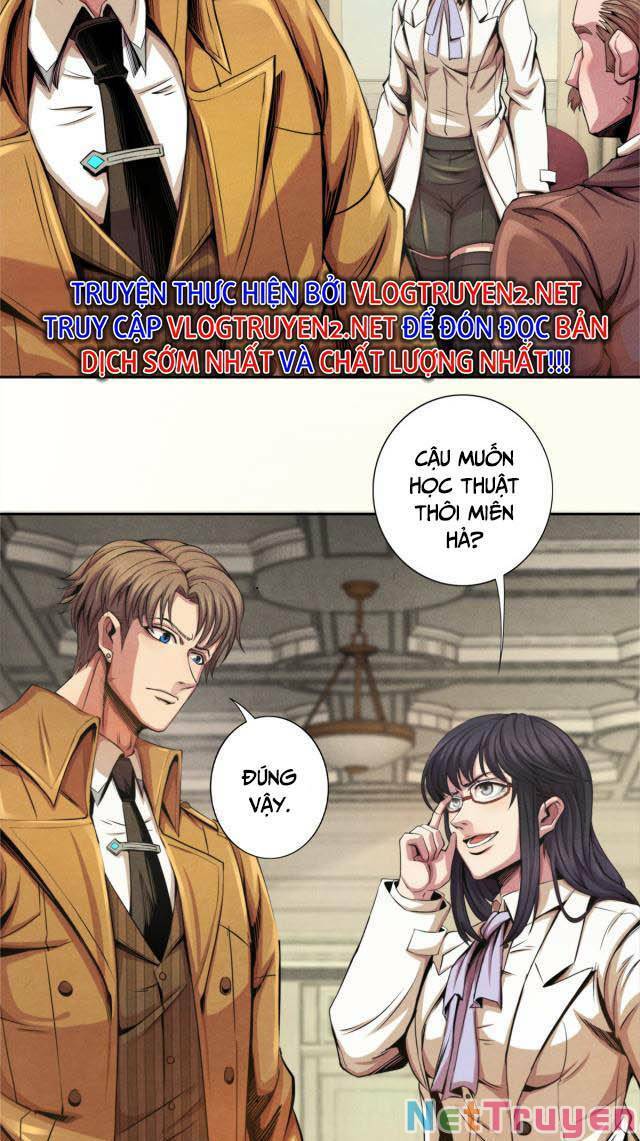 TRUYỆN THỰC HIỆN BỞI VLOGTRUYEN2.NET
TRUY CẬP VLOGTRUYEN2.NET ĐỂ ĐÓN ĐỌC BẢN
DỊCH SỚM NHẤT VÀ CHẤT LƯỢNG NHẤT!!!
CẬU MUỐN
HỌC THUẬT
THÔI MIÊN
HẢ?
ĐÚNG
VẬY.
NetTruyen